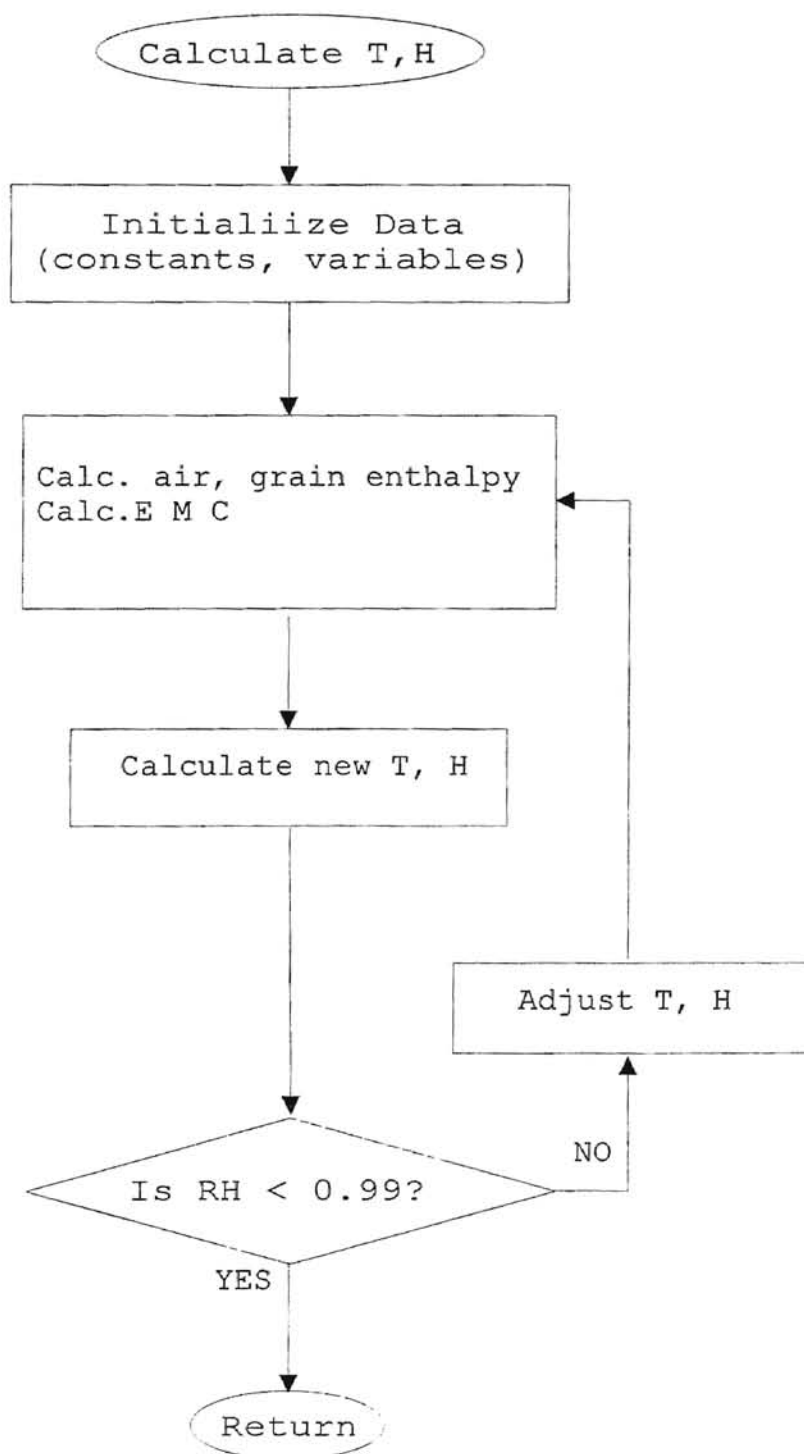 Calculate T,H
Initialiize Data
(constants, variables)
Calc. air, grain enthalpy
Calc.E M C
Calculate new T, H
Adjust T, H
NO
Is RH < 0.99?
YES
Return